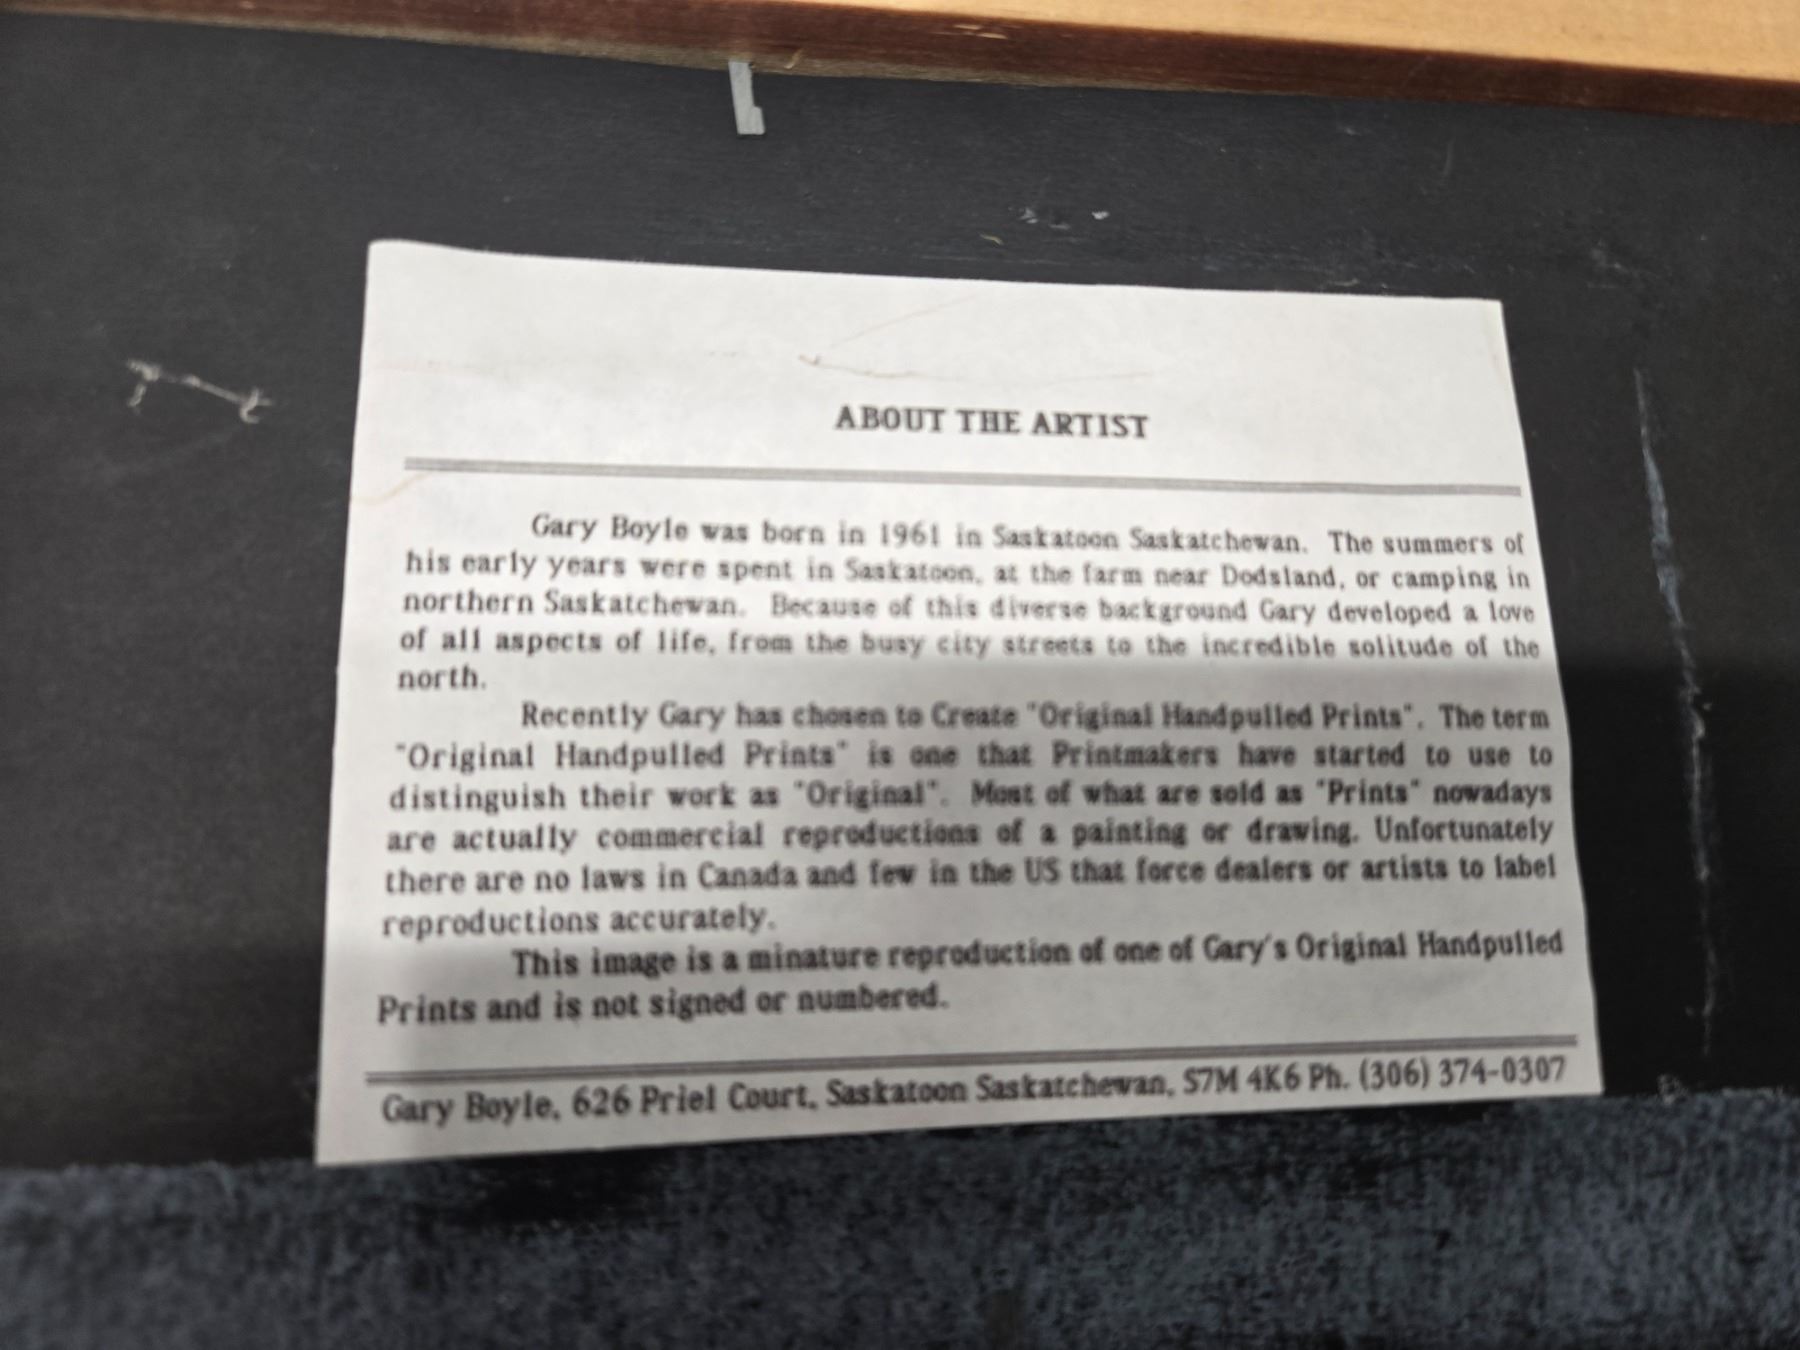 ABOUT THE ARTIST
Gary Boyle was born in 1961 in Saskatoon Saskatchewan. The summers of
his early years were spent in Saskatoon, at the farm near Dodsland, or camping in
northern Saskatchewan. Because of this diverse background Gary developed a love
of all aspects of life, from the busy city streets to the incredible solitude of the
north.
Recently Gary has chosen to Create "Original Handpulled Prints". The term
"Original Handpulled Prints" is one that Printmakers have started to use to
distinguish their work as "Original". Most of what are sold as "Prints" nowadays
are actually commercial reproductions of a painting or drawing. Unfortunately
there are no laws in Canada and few in the US that force dealers or artists to label
reproductions accurately.
This image is a minature reproduction of one of Gary's Original Handpulled
Prints and is not signed or numbered.
Gary Boyle, 626 Priel Court, Saskatoon Saskatchewan, S7M 4K6 Ph. (306) 374-0307